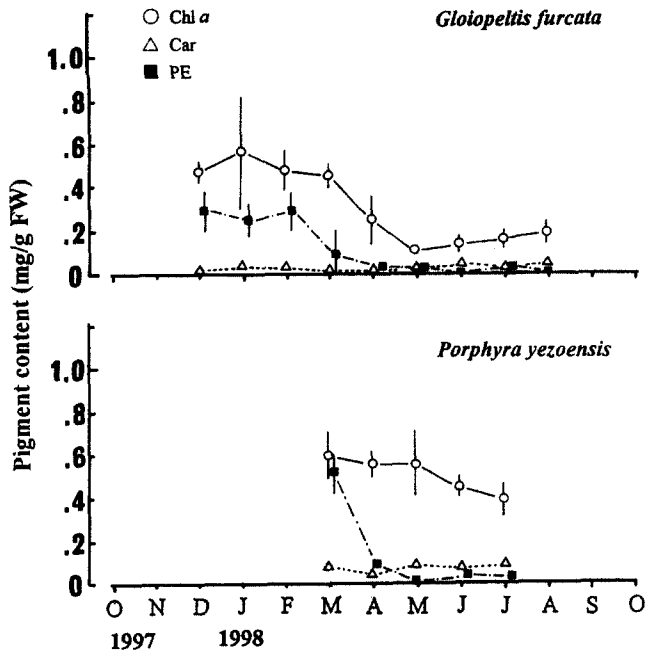 Gloiopeltis furcata
Chl a
Car
PE
1.0
.8
.6
.4
.2
0
Pigment content (mg/g FW)
Porphyra yezoensis
1.0
.8
.6
.4
.2
0
O N D J F M A M J J A S O
1997 1998